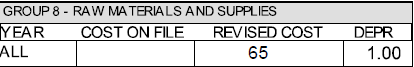 GROUP 8 - RAW MATERIALS AND SUPPLIES
YEAR COST ON FILE REVISED COST DEPR
ALL 65 1.00